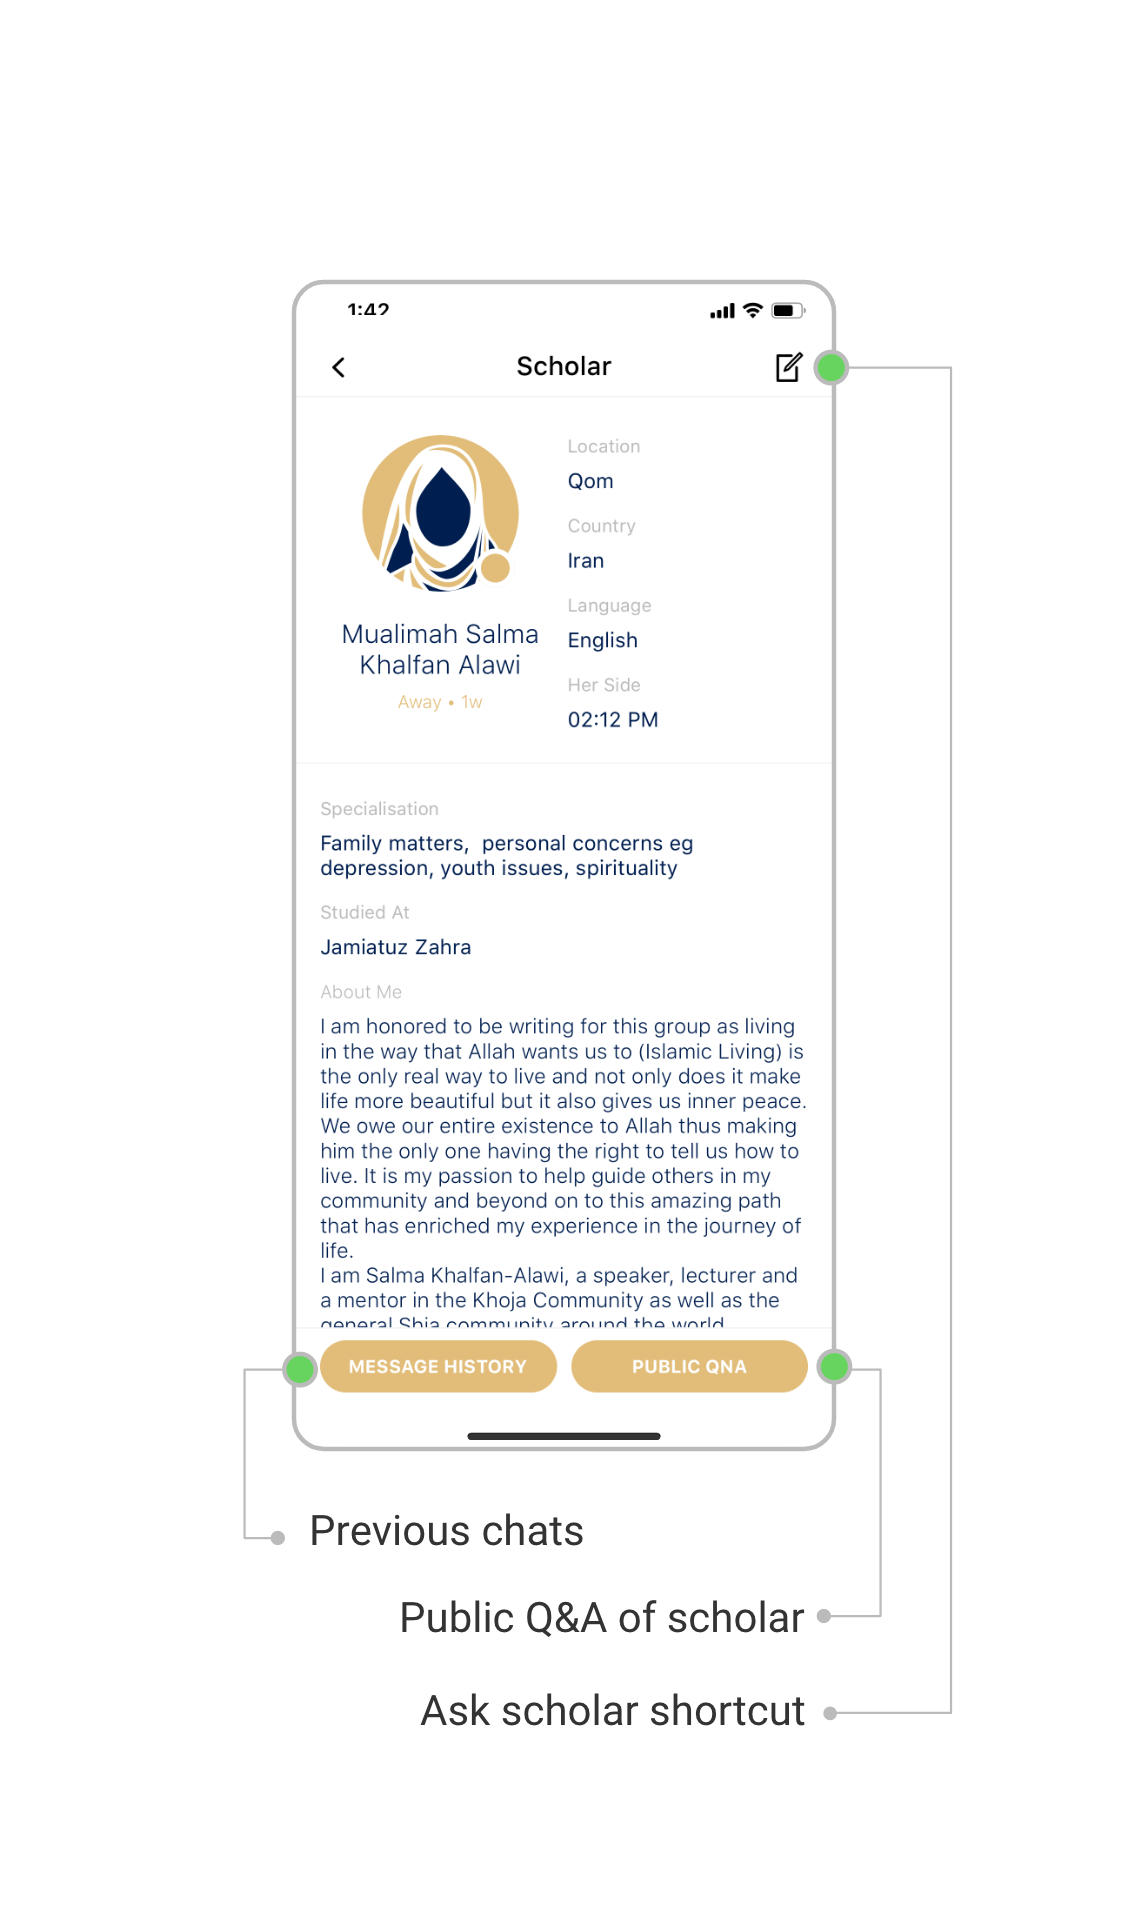 1:42
Scholar
Location
Qom
Country
Iran
Language
English
Her Side
02:12 PM
Mualimah Salma
Khalfan Alawi
Away • 1w
Specialisation
Family matters,  personal concerns eg
depression, youth issues, spirituality
Studied At
Jamiatuz Zahra
About Me
I am honored to be writing for this group as living
in the way that Allah wants us to (Islamic Living) is
the only real way to live and not only does it make
life more beautiful but it also gives us inner peace.
We owe our entire existence to Allah thus making
him the only one having the right to tell us how to
live. It is my passion to help guide others in my
community and beyond on to this amazing path
that has enriched my experience in the journey of
life.
I am Salma Khalfan-Alawi, a speaker, lecturer and
a mentor in the Khoja Community as well as the
general Shia community around the world
MESSAGE HISTORY
PUBLIC QNA
Previous chats
Public Q&A of scholar
Ask scholar shortcut